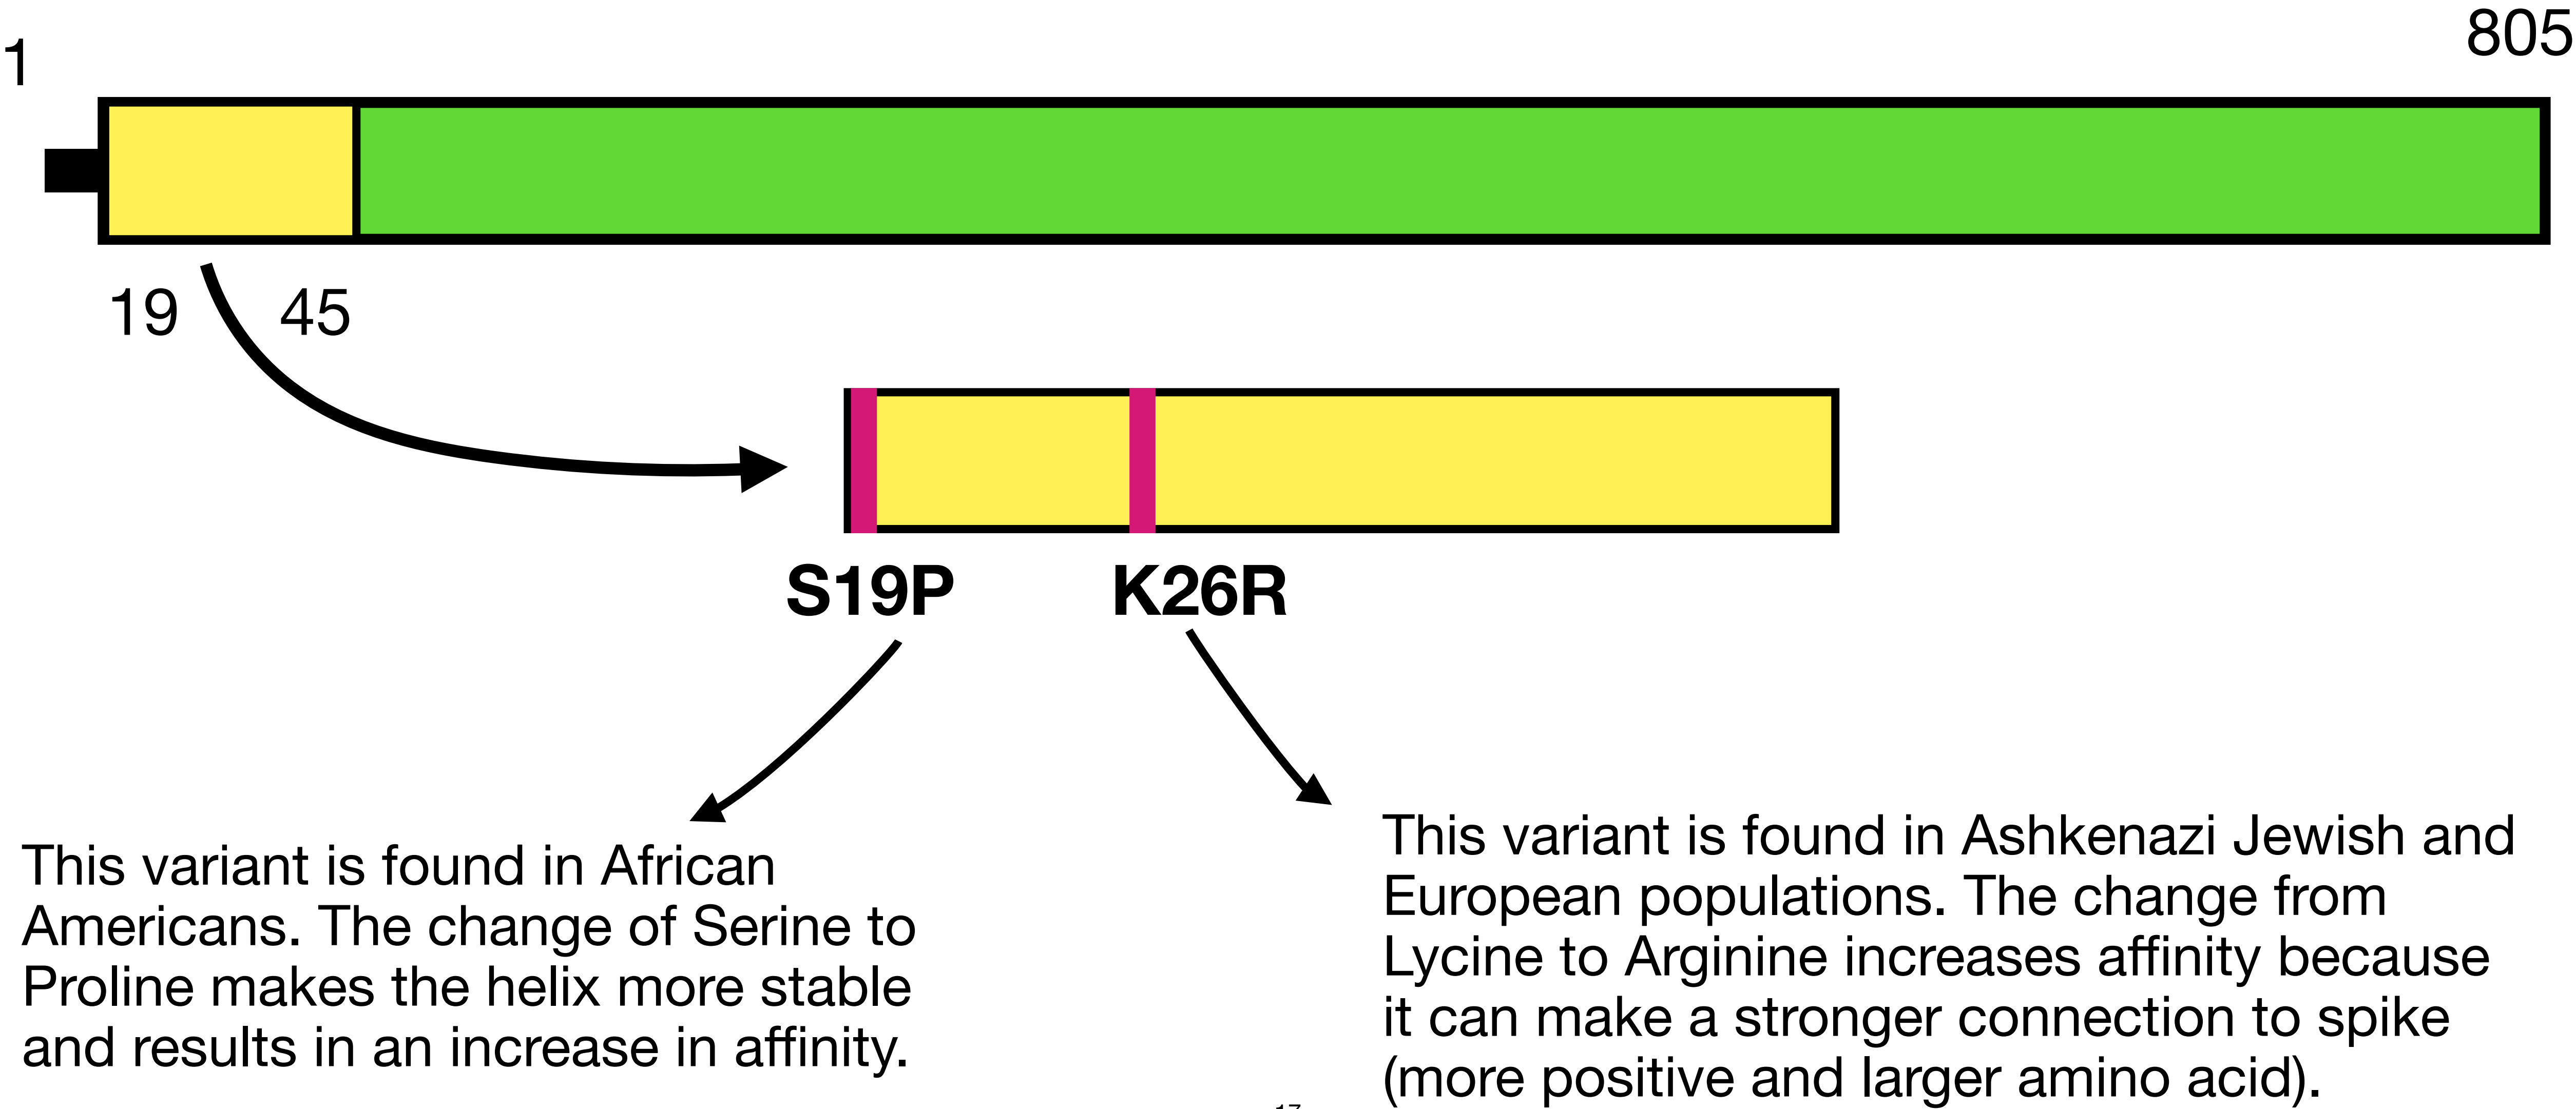 1
805
19
45
S19P
K26R
This variant is found in African
Americans. The change of Serine to
Proline makes the helix more stable
and results in an increase in affinity.
This variant is found in Ashkenazi Jewish and
European populations. The change from
Lycine to Arginine increases affinity because
it can make a stronger connection to spike
(more positive and larger amino acid).
17